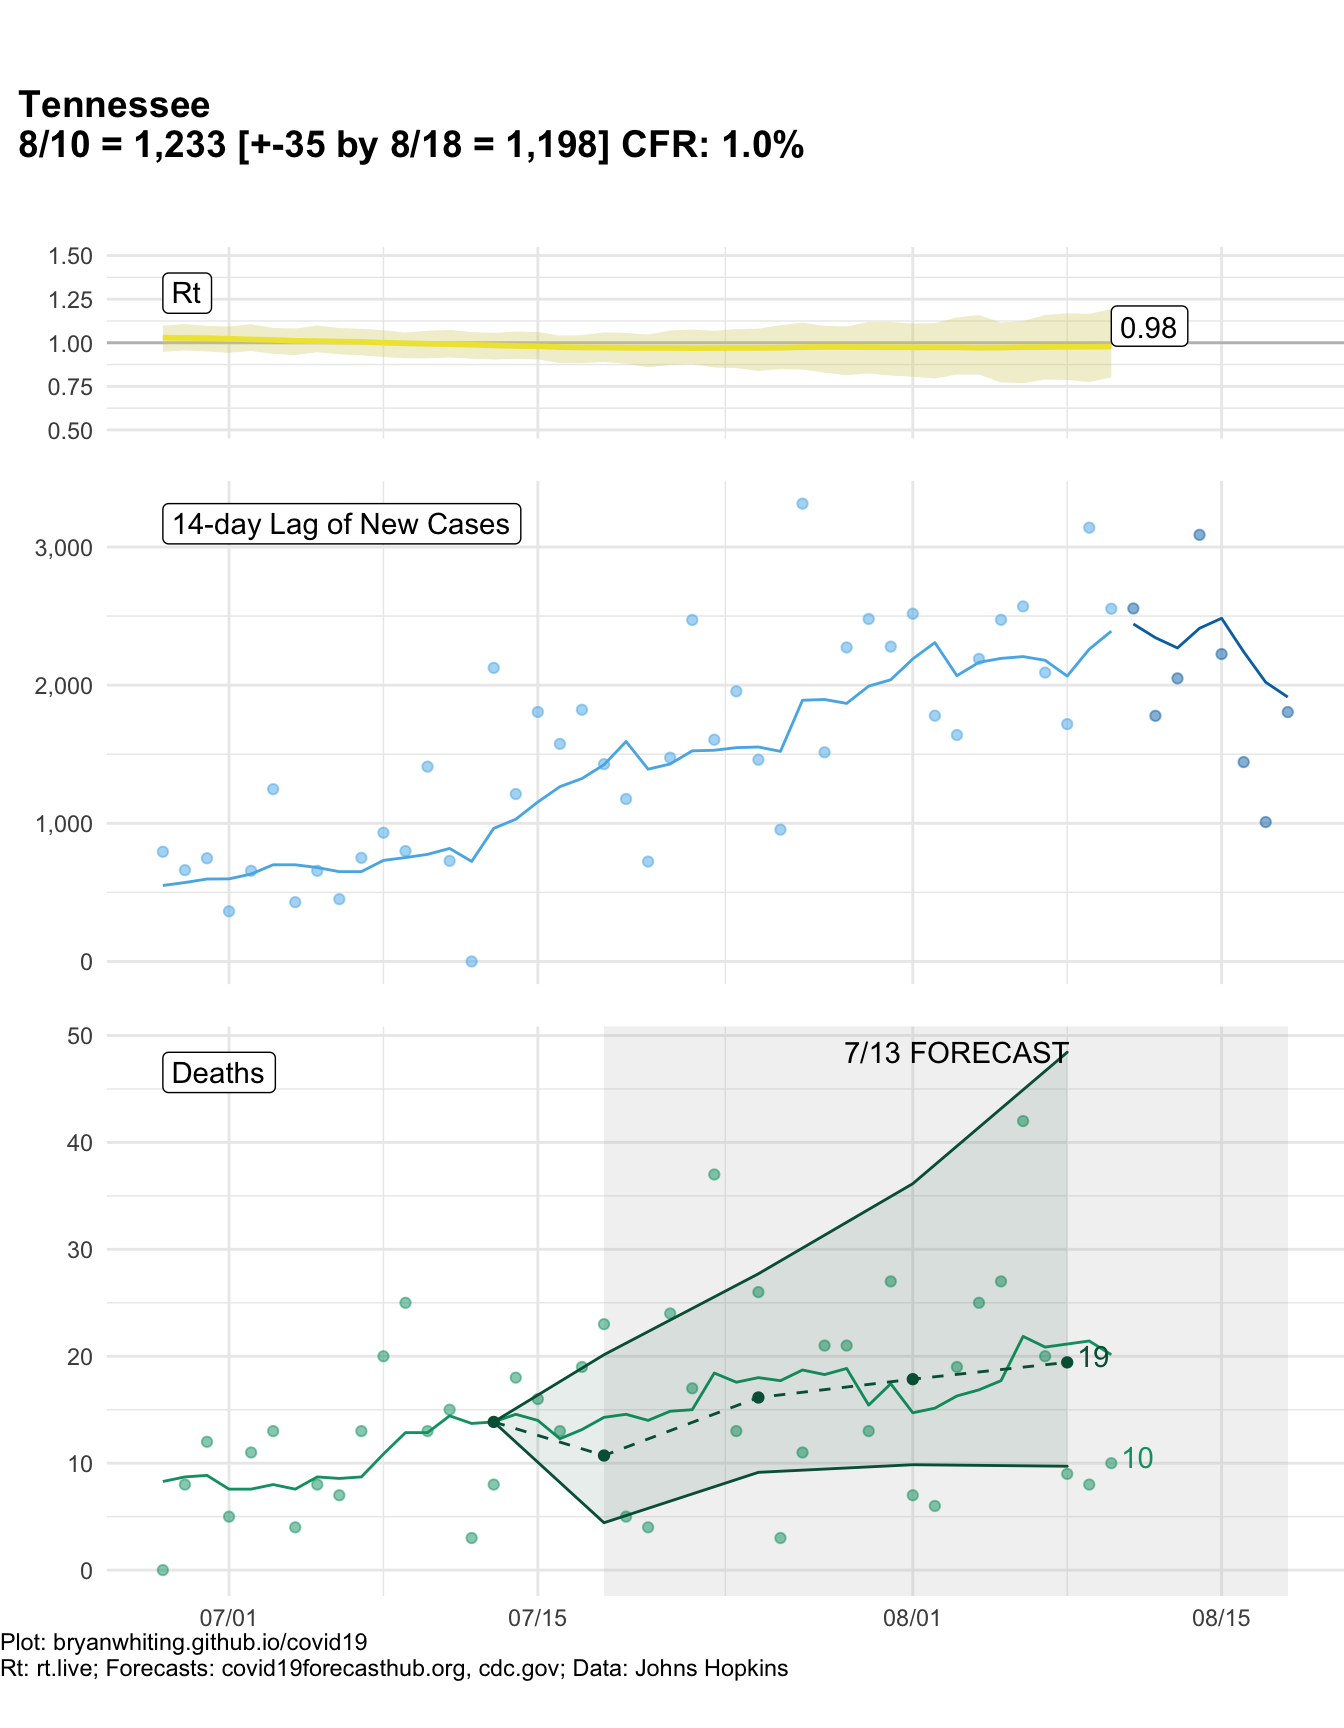 Tennessee
8/10 = 1,233 [+-35 by 8/18 = 1,198] CFR: 1.0%
1.50
1.25
1.00
0.75
0.50
Rt
0.98
14-day Lag of New Cases
3,000
2,000
1,000
0
50
40
30
20
10
0
Deaths
7/13 FORECAST
19
10
07/01 07/15 08/01 08/15
Plot: bryanwhiting.github.io/covid19
Rt: rt.live; Forecasts: covid19forecasthub.org, cdc.gov; Data: Johns Hopkins